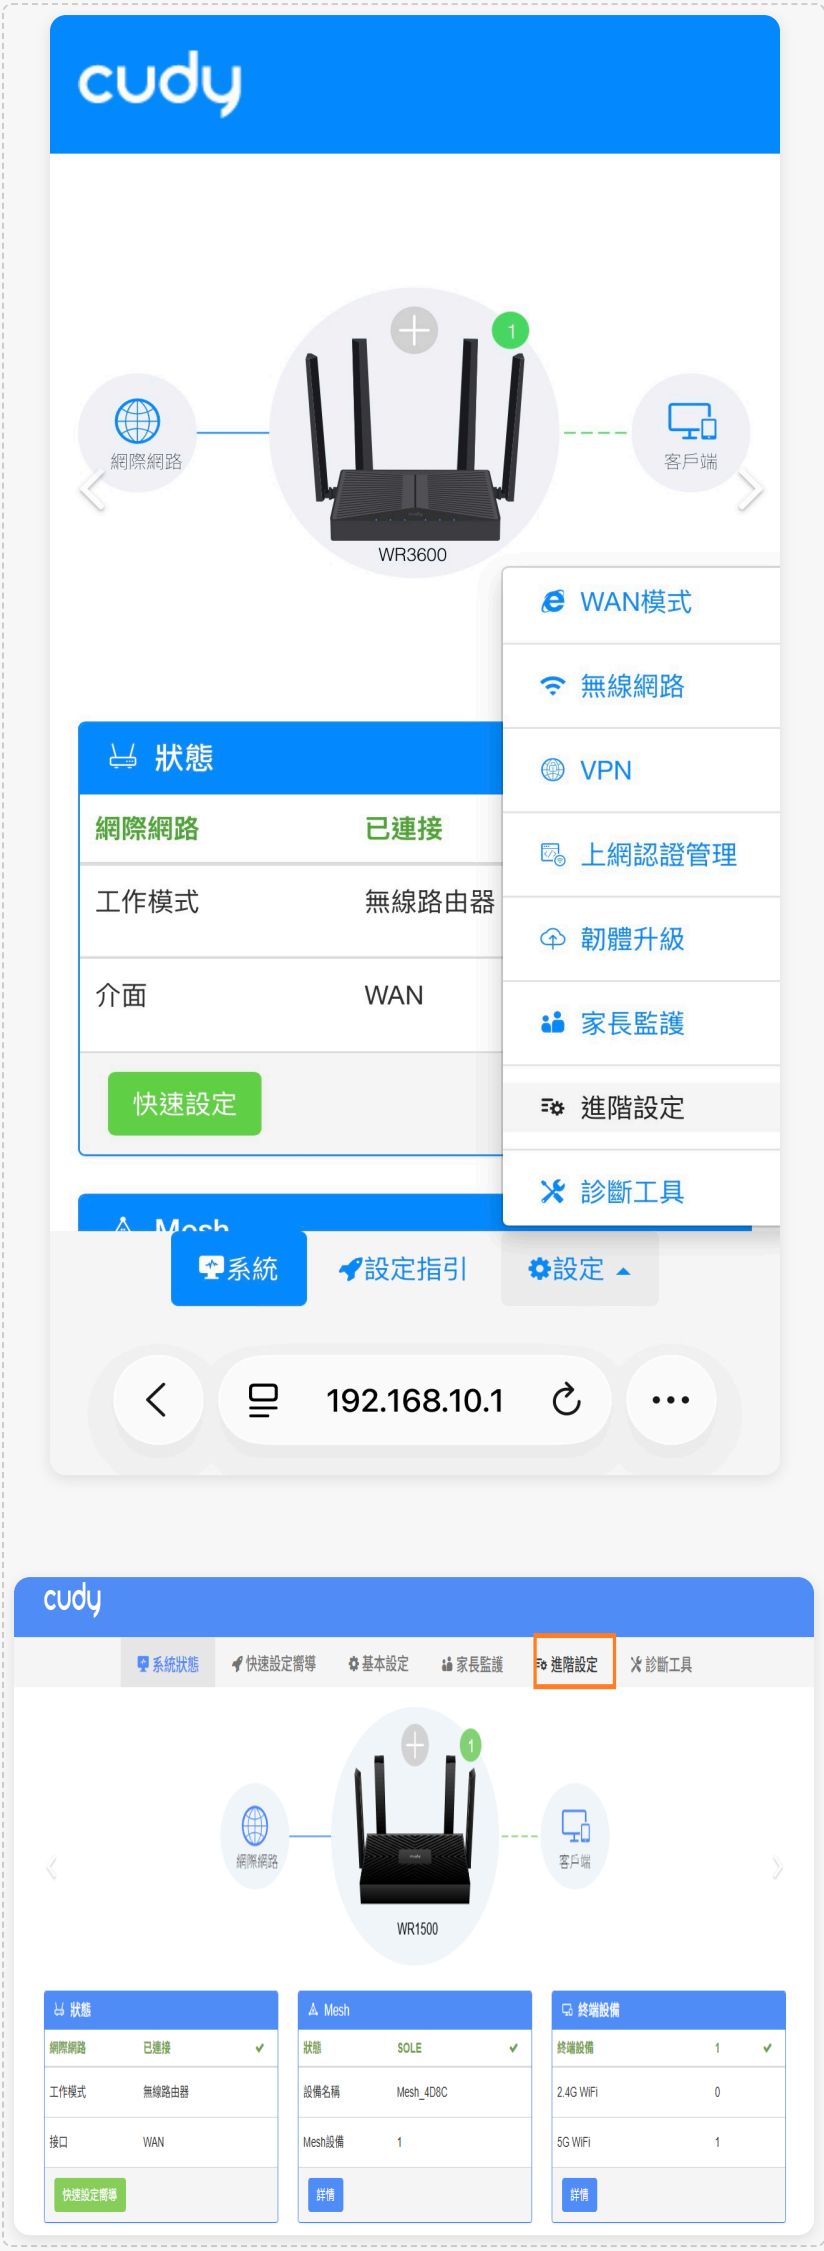 cudy
1
網際網路
客戶端
WR3600
WAN模式
無線網路
VPN
上網認證管理
韌體升級
家長監護
進階設定
診斷工具
狀態
網際網路 已連接
工作模式 無線路由器
介面 WAN
快速設定
Mesh
系統 設定指引 設定
192.168.10.1
cudy
系統狀態 快速設定嚮導 基本設定 家長監護 進階設定 診斷工具
1
網際網路
客戶端
cudy
WR1500
狀態
網際網路 已連接
工作模式 無線路由器
接口 WAN
快速設定嚮導
Mesh
狀態 SOLE
設備名稱 Mesh_4D8C
Mesh設備 1
詳情
終端設備
終端設備 1
2.4G WiFi 0
5G WiFi 1
詳情